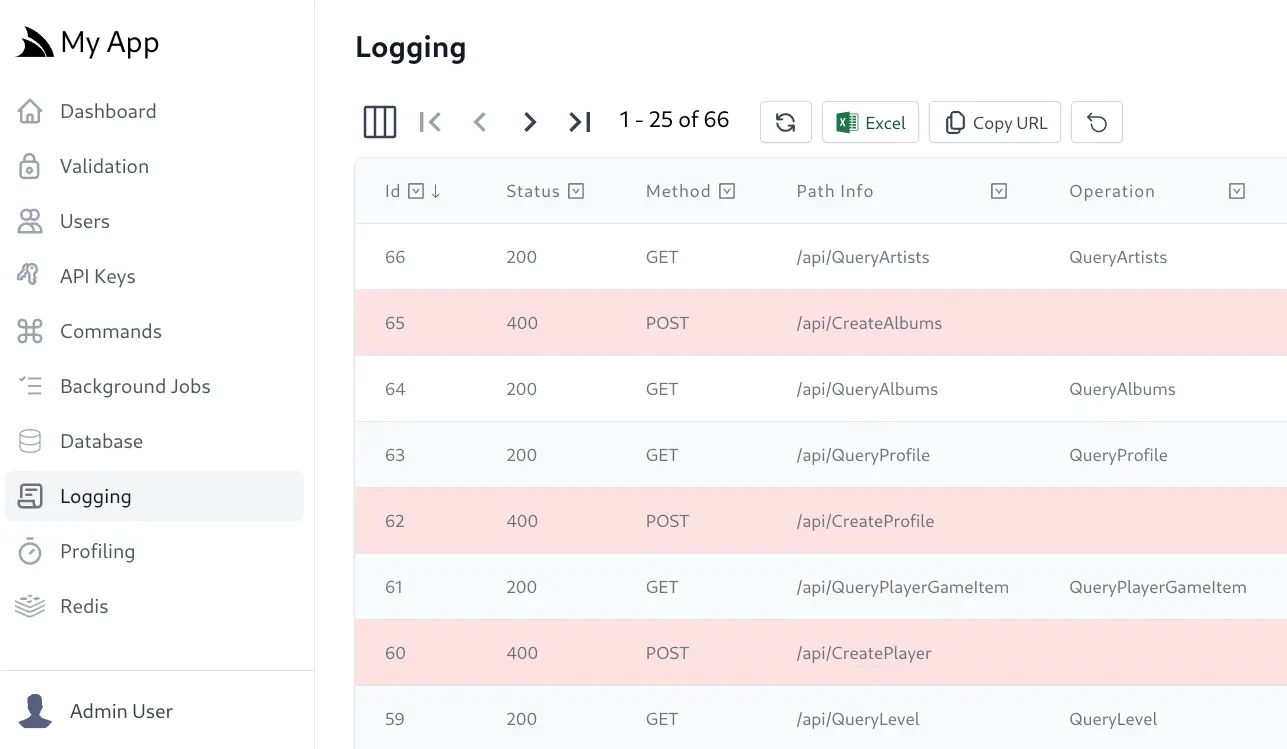 My App
Dashboard
Validation
Users
API Keys
Commands
Background Jobs
Database
Logging
Profiling
Redis
Admin User
Logging
1 - 25 of 66 Excel Copy URL
Id Status Method Path Info Operation
66 200 GET /api/QueryArtists QueryArtists
65 400 POST /api/CreateAlbums
64 200 GET /api/QueryAlbums QueryAlbums
63 200 GET /api/QueryProfile QueryProfile
62 400 POST /api/CreateProfile
61 200 GET /api/QueryPlayerGameItem QueryPlayerGameItem
60 400 POST /api/CreatePlayer
59 200 GET /api/QueryLevel QueryLevel